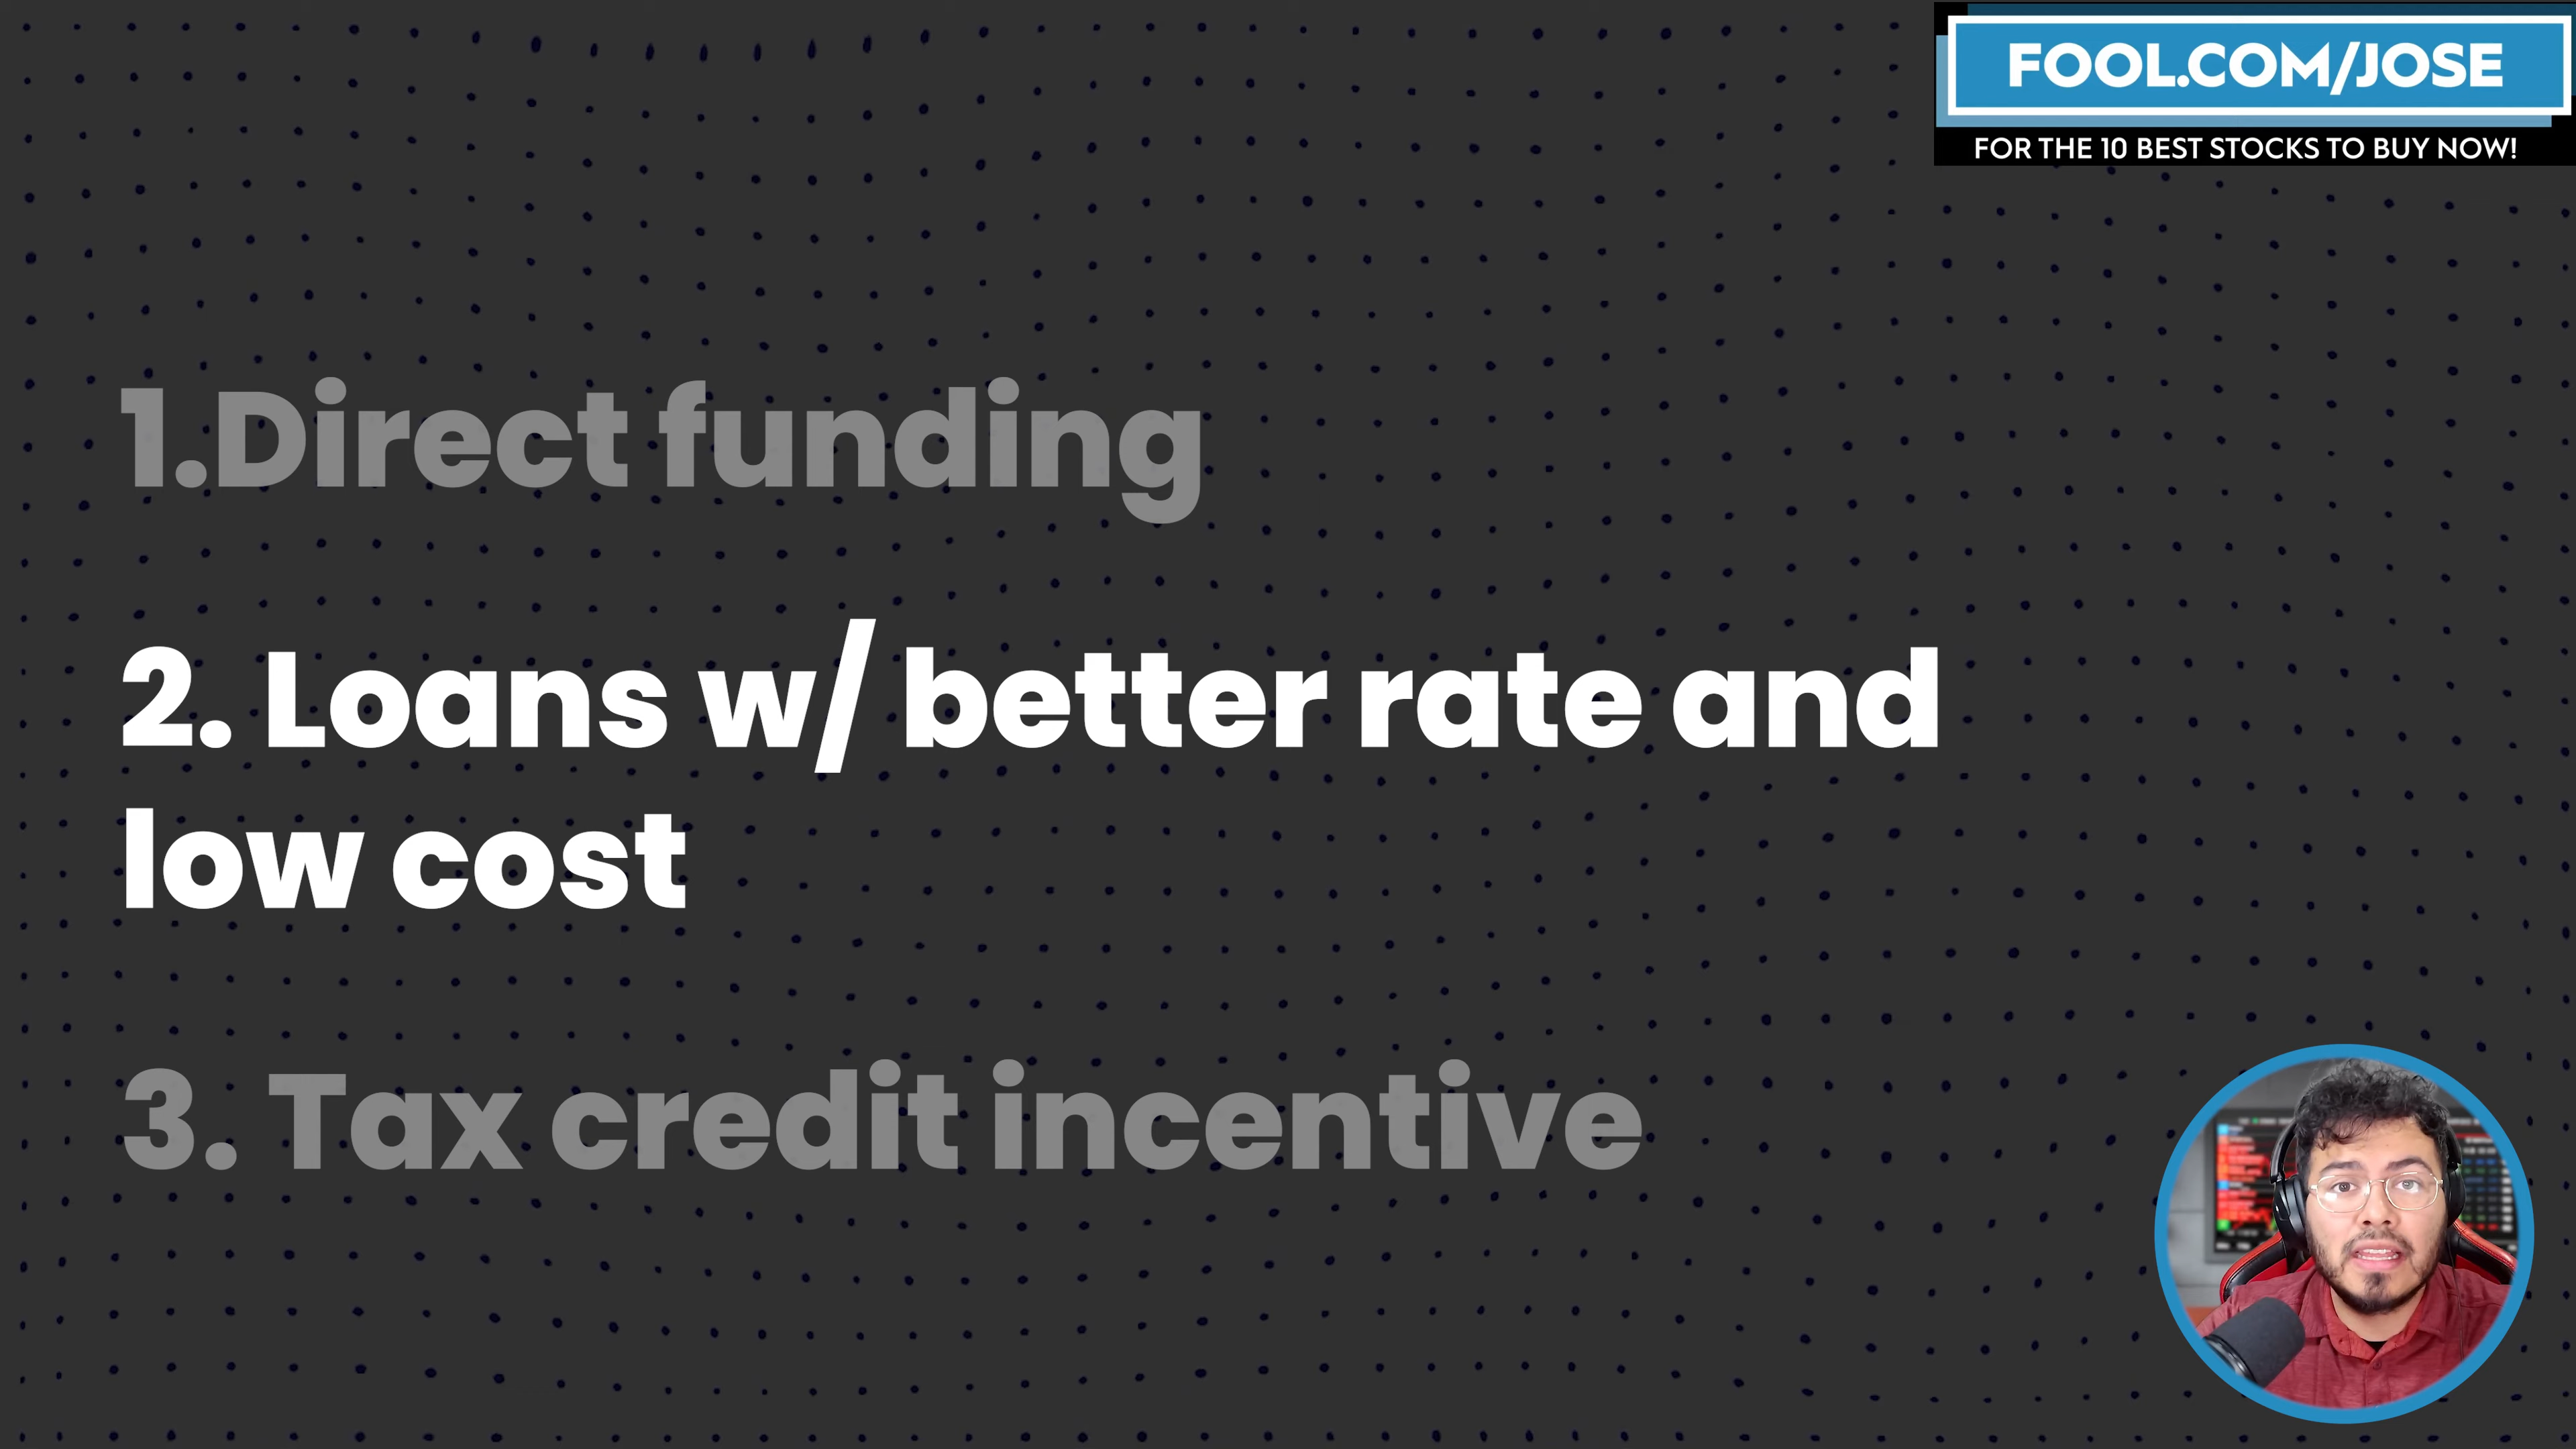 FOOL.COM/JOSE
FOR THE 10 BEST STOCKS TO BUY NOW!
1.Direct funding
2. Loans w/ better rate and
low cost
3. Tax credit incentive